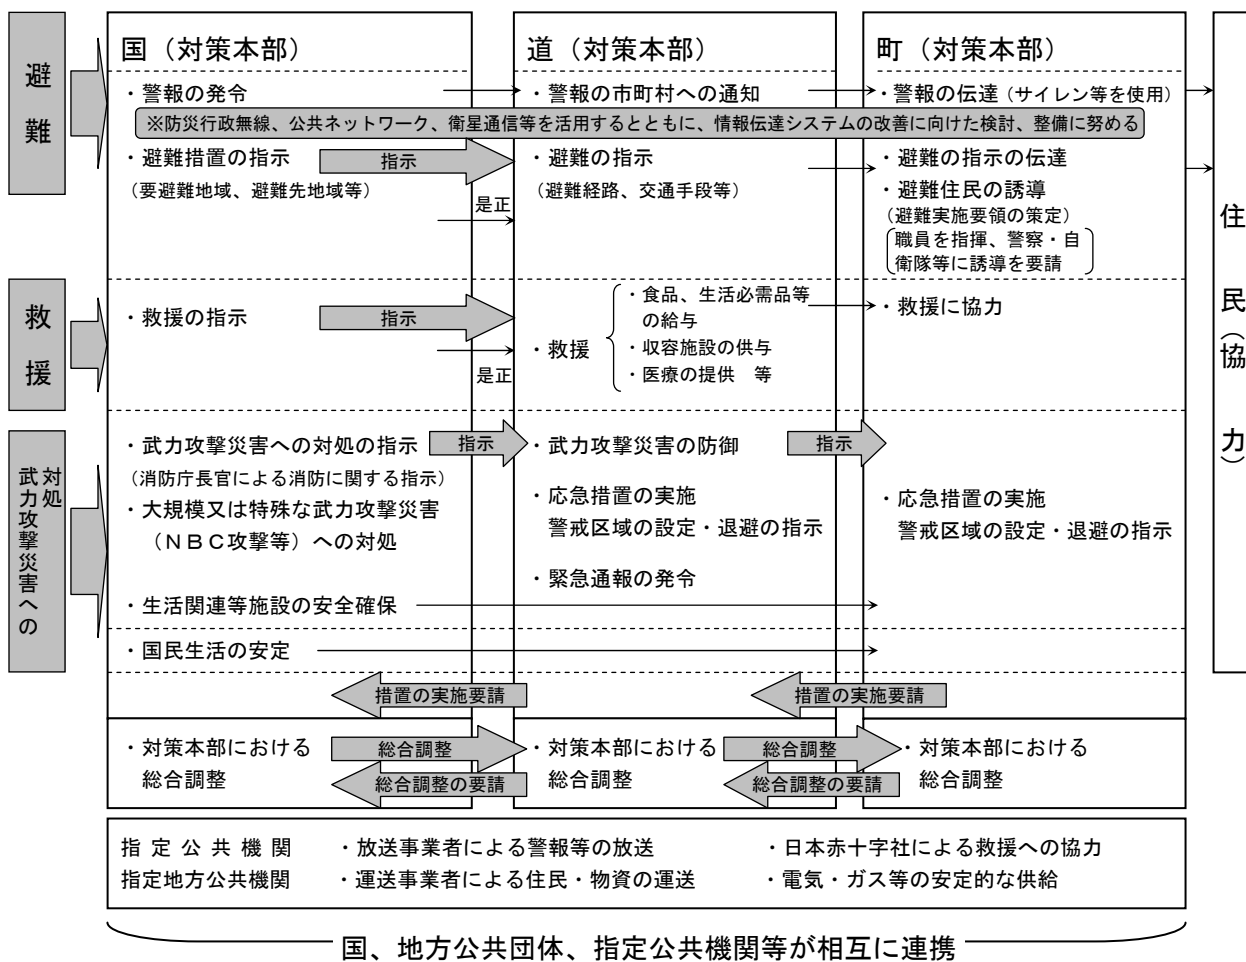 避難
国（対策本部）
道（対策本部）
町（対策本部）
・警報の発令
・警報の市町村への通知
・警報の伝達（サイレン等を使用）
※防災行政無線、公共ネットワーク、衛星通信等を活用するとともに、情報伝達システムの改善に向けた検討、整備に努める
・避難措置の指示
指示
・避難の指示
・避難の指示の伝達
（要避難地域、避難先地域等）
（避難経路、交通手段等）
・避難住民の誘導
是正
（避難実施要領の策定）
職員を指揮、警察・自
衛隊等に誘導を要請
救援
・救援の指示
指示
是正
・救援
・食品、生活必需品等
の給与
・収容施設の供与
・医療の提供　等
・救援に協力
武力攻撃災害への
対処
・武力攻撃災害への対処の指示
指示
・武力攻撃災害の防御
指示
（消防庁長官による消防に関する指示）
・大規模又は特殊な武力攻撃災害
（ＮＢＣ攻撃等）への対処
・応急措置の実施
警戒区域の設定・退避の指示
・応急措置の実施
警戒区域の設定・退避の指示
・緊急通報の発令
・生活関連等施設の安全確保
・国民生活の安定
措置の実施要請
措置の実施要請
・対策本部における
総合調整
総合調整
総合調整の要請
・対策本部における
総合調整
総合調整
総合調整の要請
・対策本部における
総合調整
住民（協力）
指定公共機関
・放送事業者による警報等の放送
・日本赤十字社による救援への協力
指定地方公共機関
・運送事業者による住民・物資の運送
・電気・ガス等の安定的な供給
国、地方公共団体、指定公共機関等が相互に連携